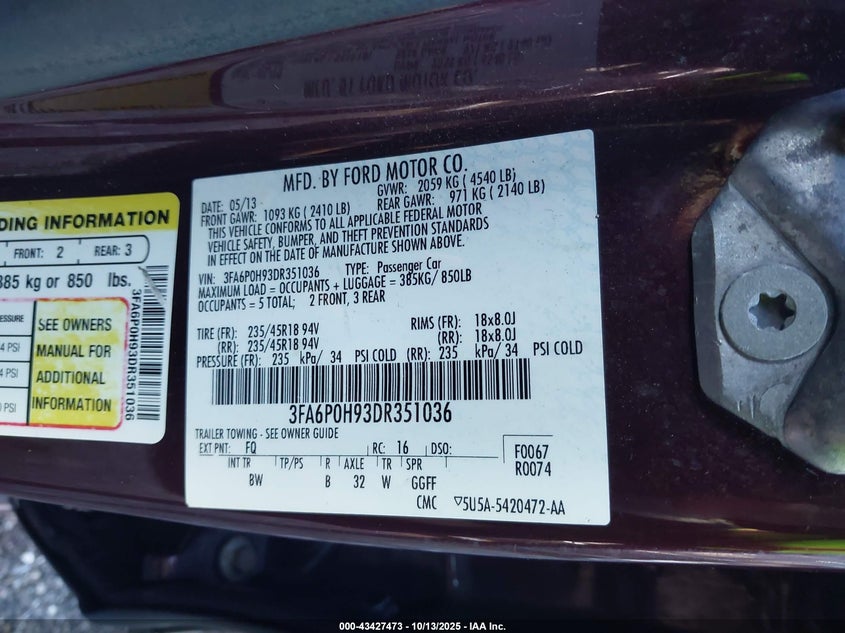 MFD. BY FORD MOTOR CO.
DATE: 05/13 GVWR: 2059 KG ( 4540 LB)
FRONT GAWR: 1093 KG ( 2410 LB) REAR GAWR: 971 KG ( 2140 LB)
THIS VEHICLE CONFORMS TO ALL APPLICABLE FEDERAL MOTOR
VEHICLE SAFETY, BUMPER, AND THEFT PREVENTION STANDARDS
IN EFFECT ON THE DATE OF MANUFACTURE SHOWN ABOVE.
VIN: 3FA6P0H93DR351036 TYPE: Passenger Car
MAXIMUM LOAD = OCCUPANTS + LUGGAGE = 385KG/ 850LB
OCCUPANTS = 5 TOTAL; 2 FRONT, 3 REAR
TIRE (FR): 235/45R18 94V RIMS (FR): 18x8.0J
(RR): 235/45R18 94V (RR): 18x8.0J
PRESSURE (FR): 235 kPa/ 34 PSI COLD (RR): 235 kPa/ 34 PSI COLD
3FA6P0H93DR351036
TRAILER TOWING - SEE OWNER GUIDE
EXT PNT: FQ RC: 16 DSO: F0067
R0074
INT TR TP/PS R AXLE TR SPR
BW B 32 W GGFF
CMC ▽5U5A-5420472-AA
DING INFORMATION
FRONT: 2 REAR: 3
385 kg or 850 lbs.
SEE OWNERS
MANUAL FOR
ADDITIONAL
INFORMATION
ESSURE
4 PSI
4 PSI
0 PSI
3FA6P0H93DR351036
000-43427473 - 10/13/2025 - IAA Inc.